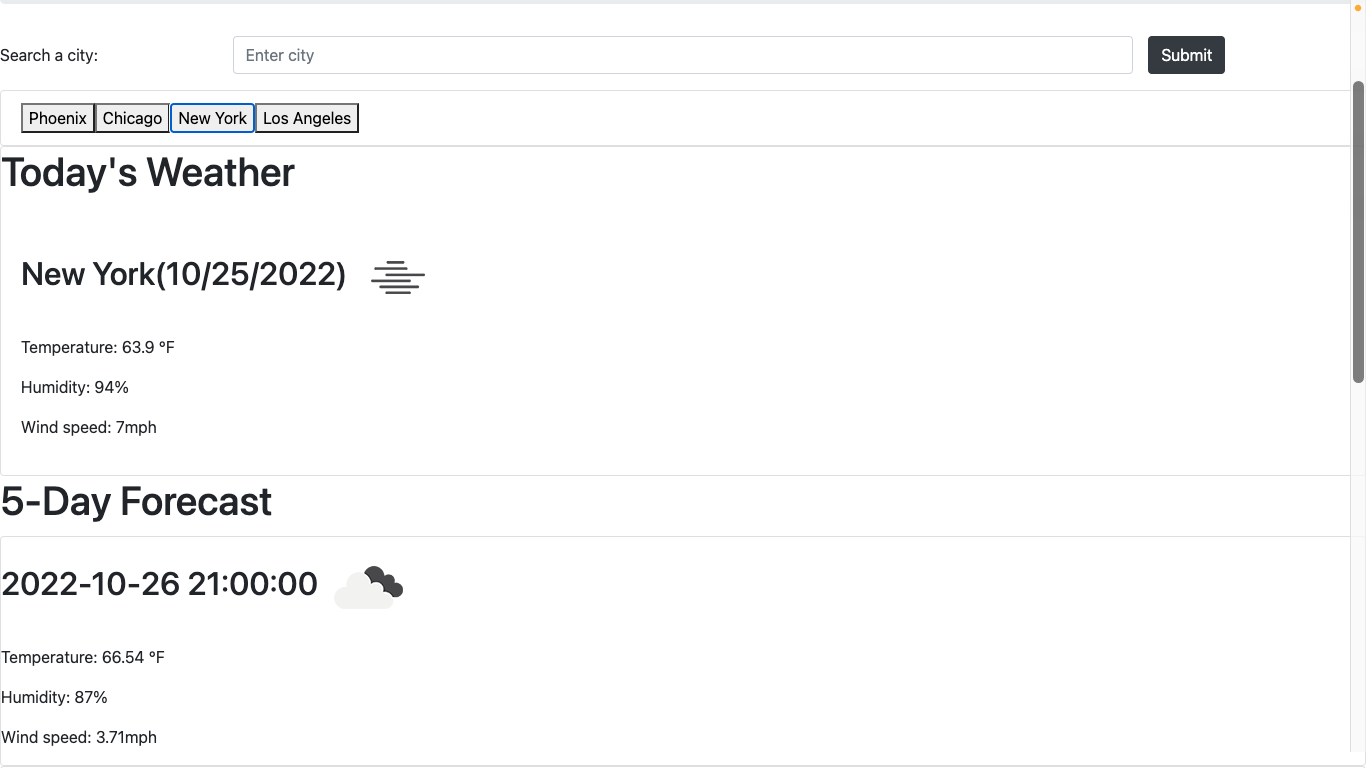 Search a city: Enter city Submit
Phoenix Chicago New York Los Angeles
Today's Weather
New York(10/25/2022)
Temperature: 63.9 °F
Humidity: 94%
Wind speed: 7mph
5-Day Forecast
2022-10-26 21:00:00
Temperature: 66.54 °F
Humidity: 87%
Wind speed: 3.71mph